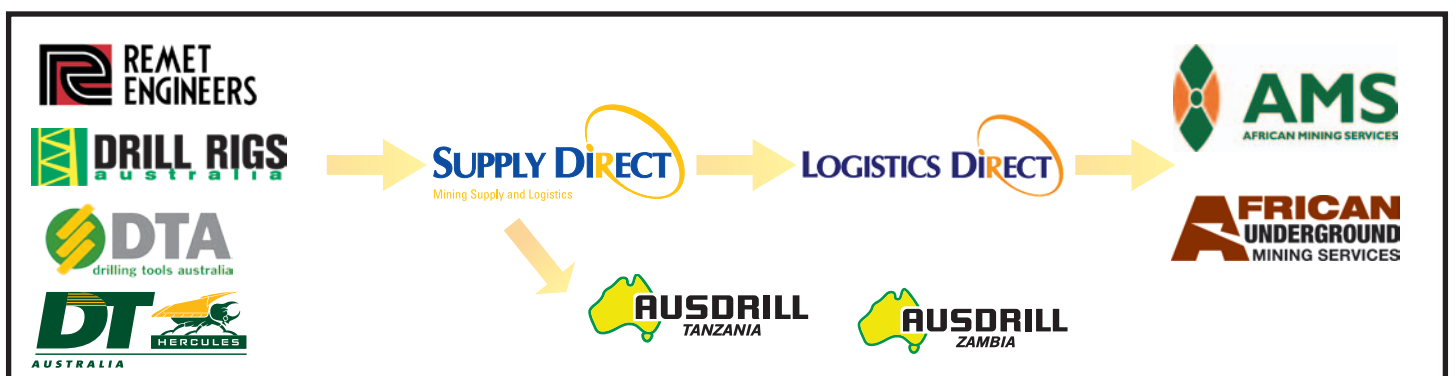 REMET
ENGINEERS
DRILL RIGS
australia
DTA
drilling tools australia
DT
HERCULES
AUSTRALIA
SUPPLY DIRECT
Mining Supply and Logistics
LOGISTICS DIRECT
AUSDRILL
TANZANIA
AUSDRILL
ZAMBIA
AMS
AFRICAN MINING SERVICES
AFRICAN
UNDERGROUND
MINING SERVICES